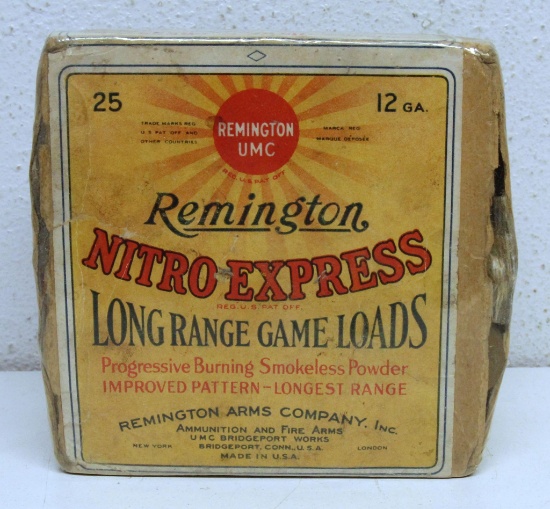 25
12 GA.
TRADE MARKS REG.
U.S. PAT. OFF. AND
OTHER COUNTRIES
REMINGTON
UMC
MARCA REG.
MARQUE DÉPOSÉE
REG. U.S. PAT. OFF.
Remington
NITRO EXPRESS
REG. U.S. PAT. OFF.
LONG RANGE GAME LOADS
Progressive Burning Smokeless Powder
IMPROVED PATTERN-LONGEST RANGE
REMINGTON ARMS COMPANY, INC.
AMMUNITION AND FIRE ARMS
UMC BRIDGEPORT WORKS
NEW YORK
BRIDGEPORT, CONN., U.S.A.
LONDON
MADE IN U.S.A.